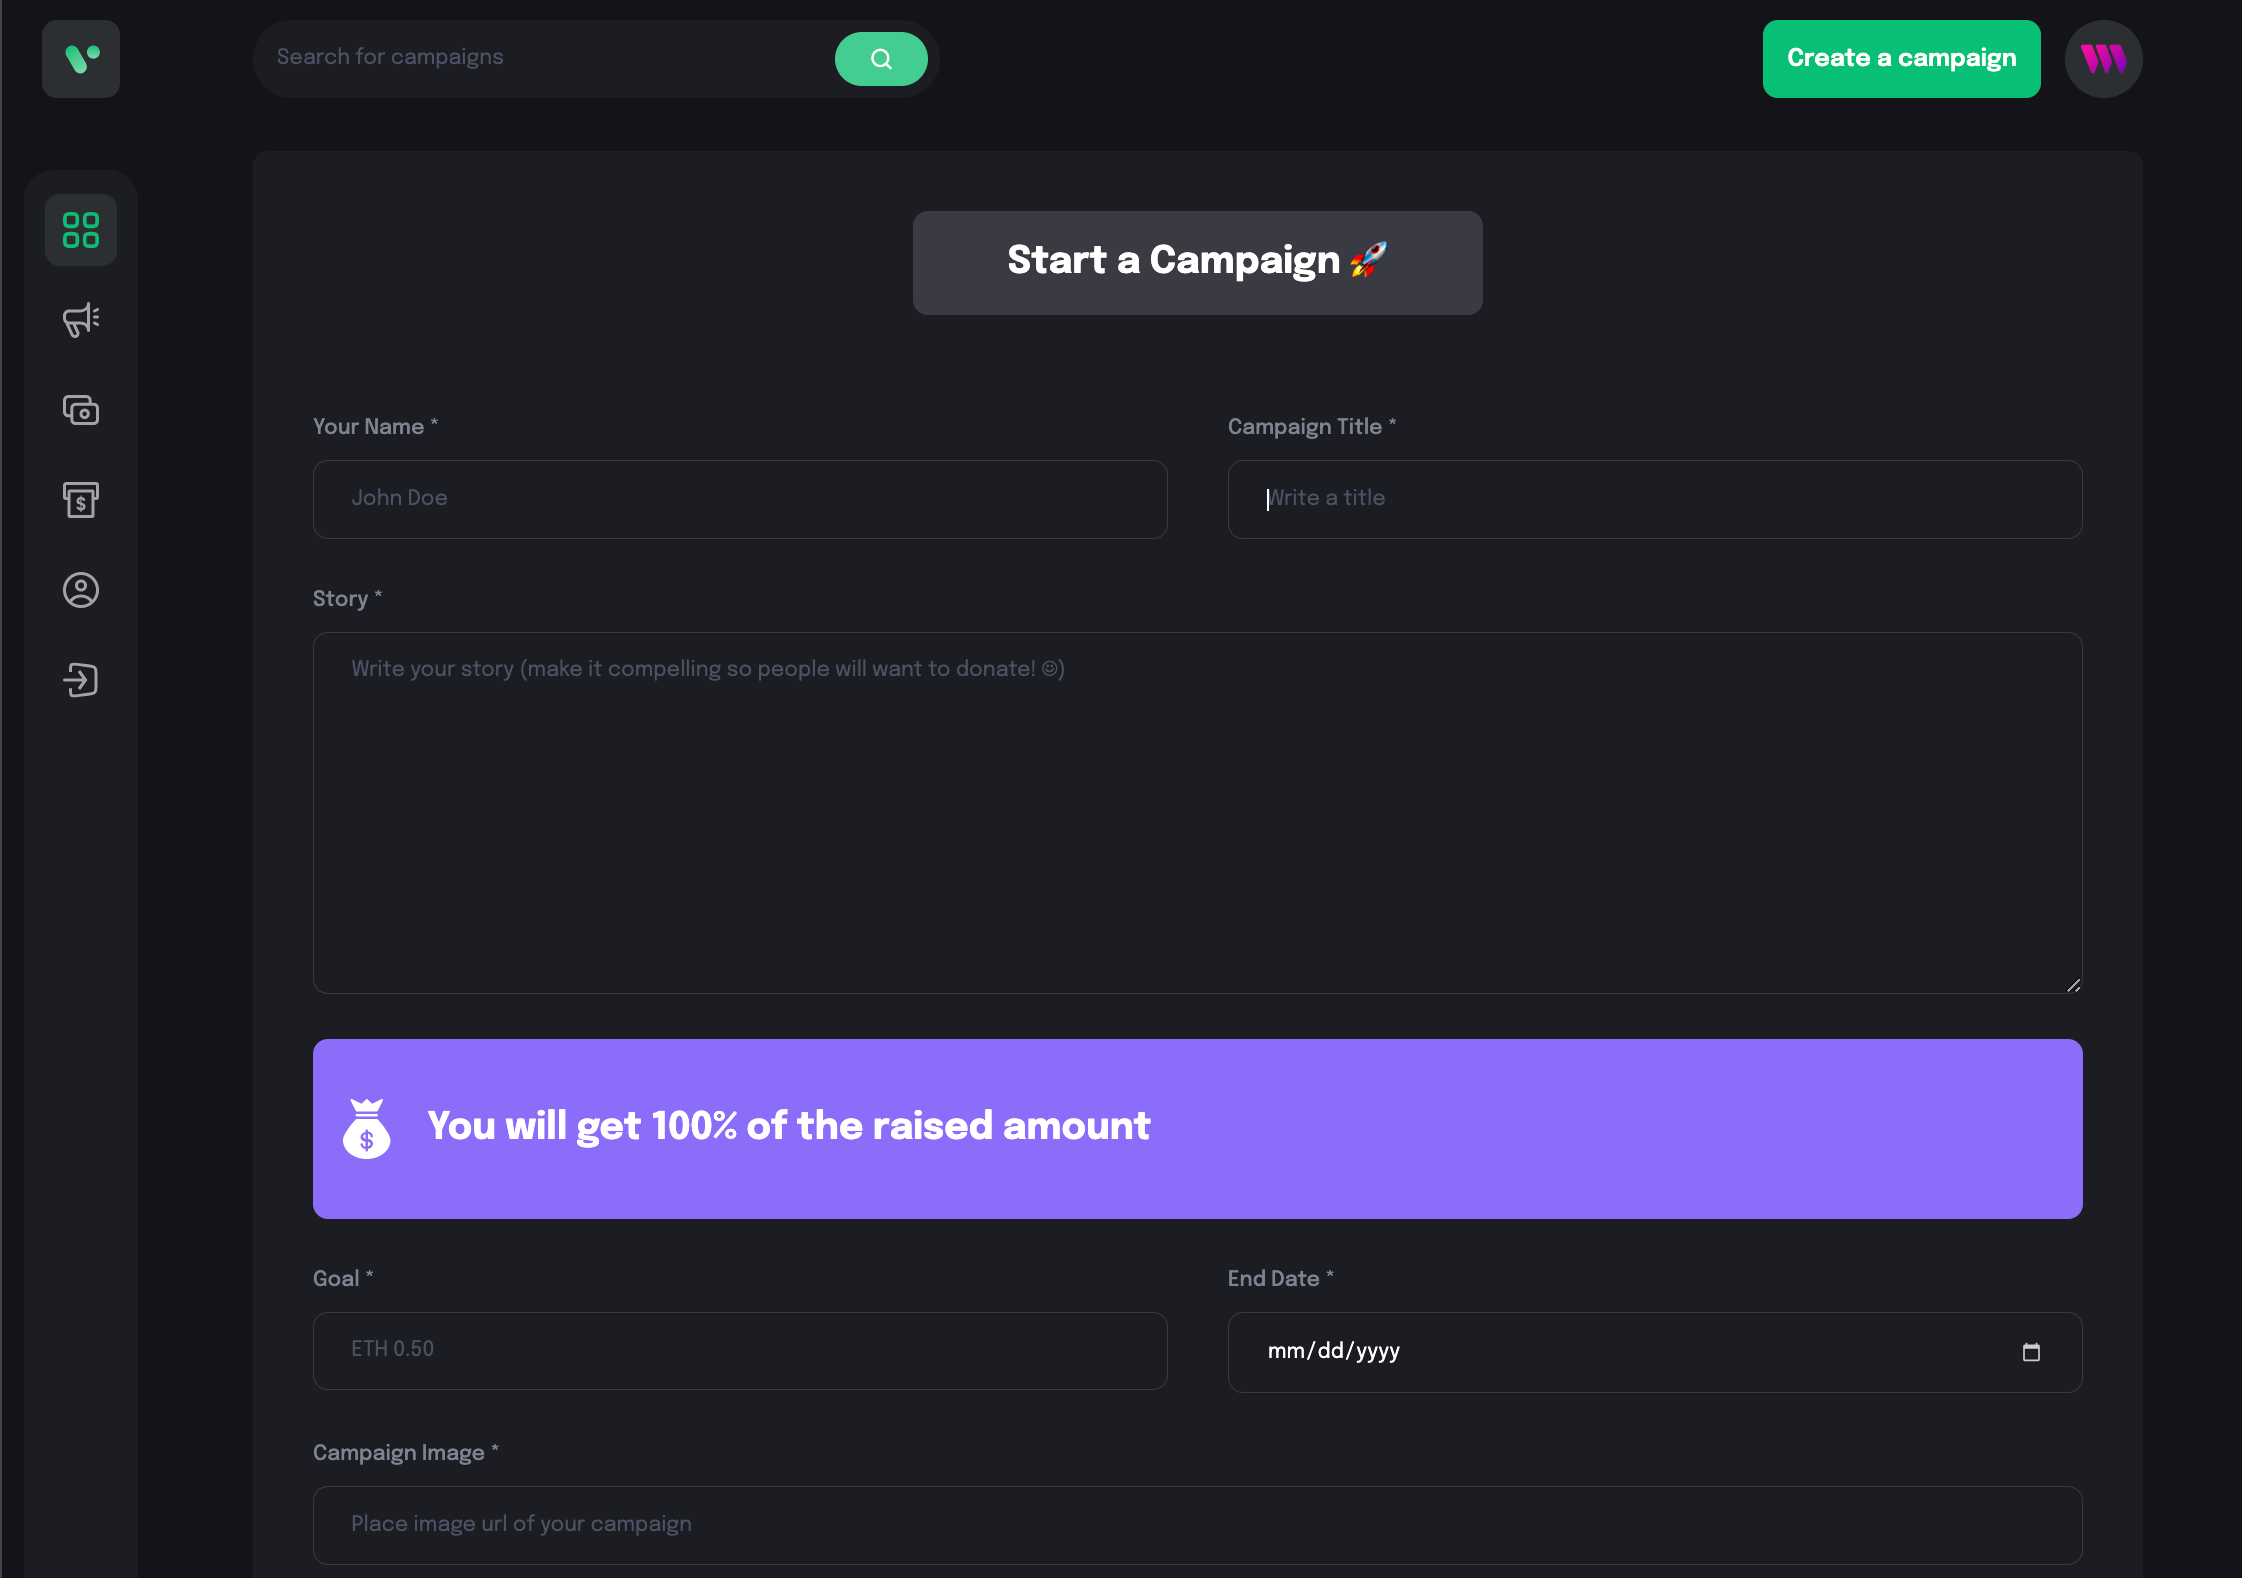 Search for campaigns
Create a campaign
Start a Campaign 🚀
Your Name *
Campaign Title *
John Doe
Write a title
Story *
Write your story (make it compelling so people will want to donate! ☺)
$
You will get 100% of the raised amount
Goal *
End Date *
ETH 0.50
mm/dd/yyyy
Campaign Image *
Place image url of your campaign